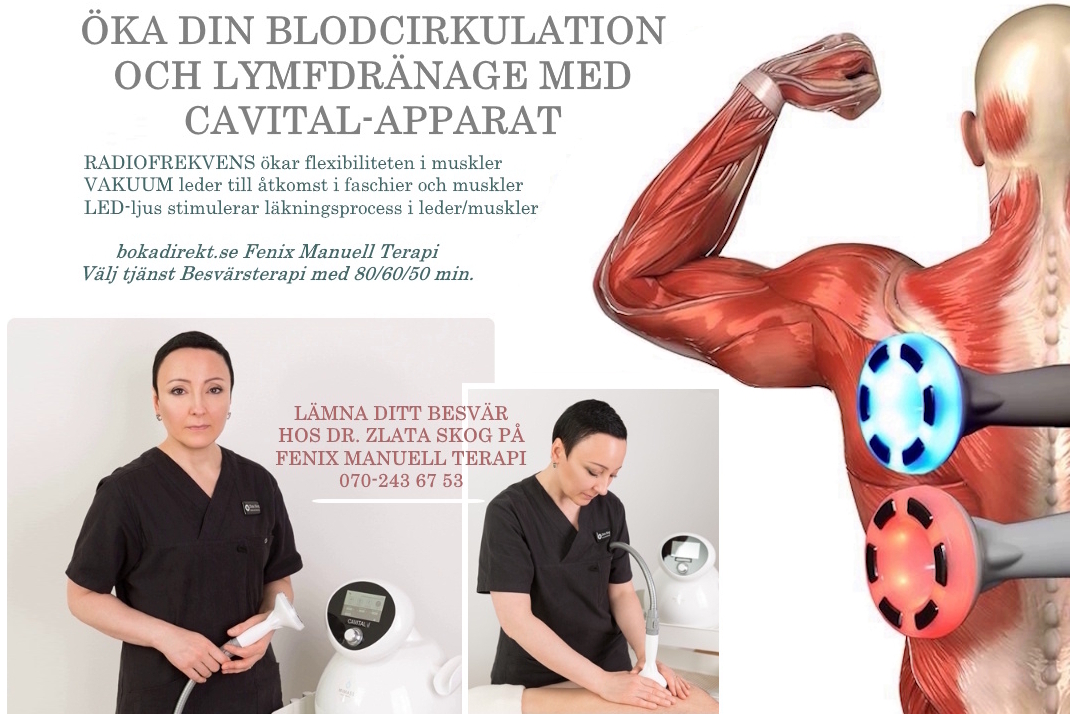 ÖKA DIN BLODCIRKULATION
OCH LYMFDRÄNAGE MED
CAVITAL-APPARAT
RADIOFREKVENS ökar flexibiliteten i muskler
VAKUUM leder till åtkomst i faschier och muskler
LED-ljus stimulerar läkningsprocess i leder/muskler
bokadirekt.se Fenix Manuell Terapi
Välj tjänst Besvärsterapi med 80/60/50 min.
LÄMNA DITT BESVÄR
HOS DR. ZLATA SKOG PÅ
FENIX MANUELL TERAPI
070-243 67 53
CAVITAL